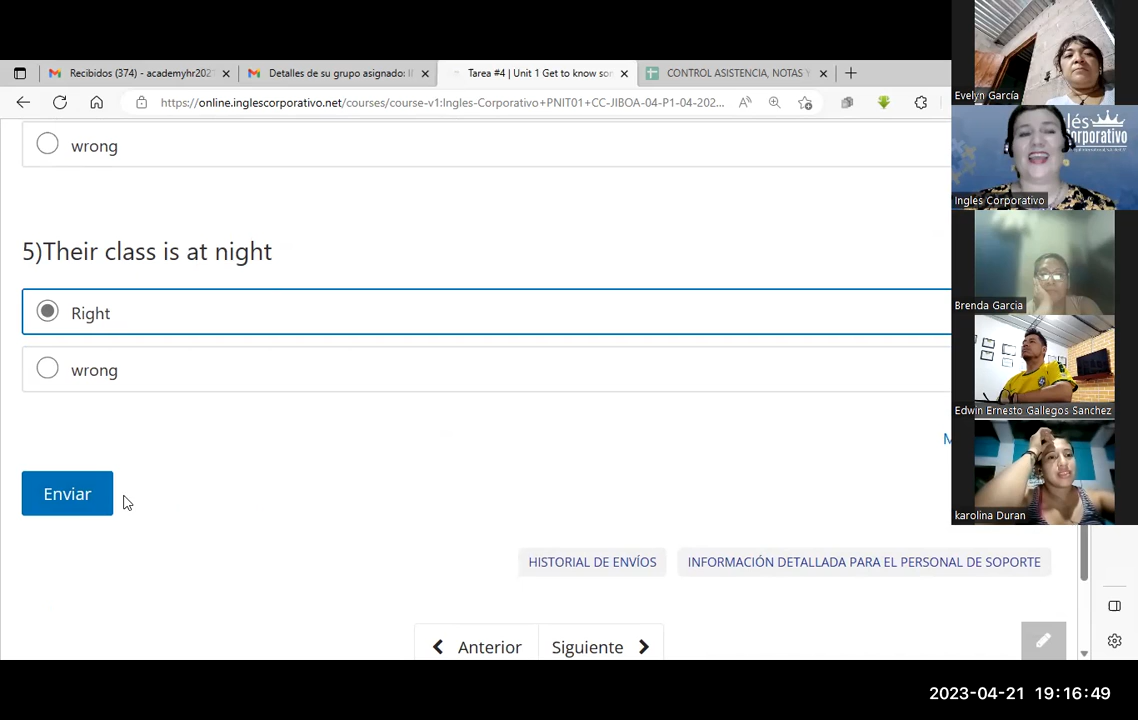 Recibidos (374) - academyhr202
Detalles de su grupo asignado: I
Tarea #4 | Unit 1 Get to know so
CONTROL ASISTENCIA, NOTAS
https://online.inglescorporativo.net/courses/course-v1:Ingles-Corporativo+PNIT01+CC-JIBOA-04-P1-04-202...
wrong
5)Their class is at night
Right
wrong
Enviar
HISTORIAL DE ENVÍOS
INFORMACIÓN DETALLADA PARA EL PERSONAL DE SOPORTE
Anterior
Siguiente
Evelyn García
Ingles Corporativo
Brenda Garcia
Edwin Ernesto Gallegos Sanchez
karolina Duran
2023-04-21 19:16:49